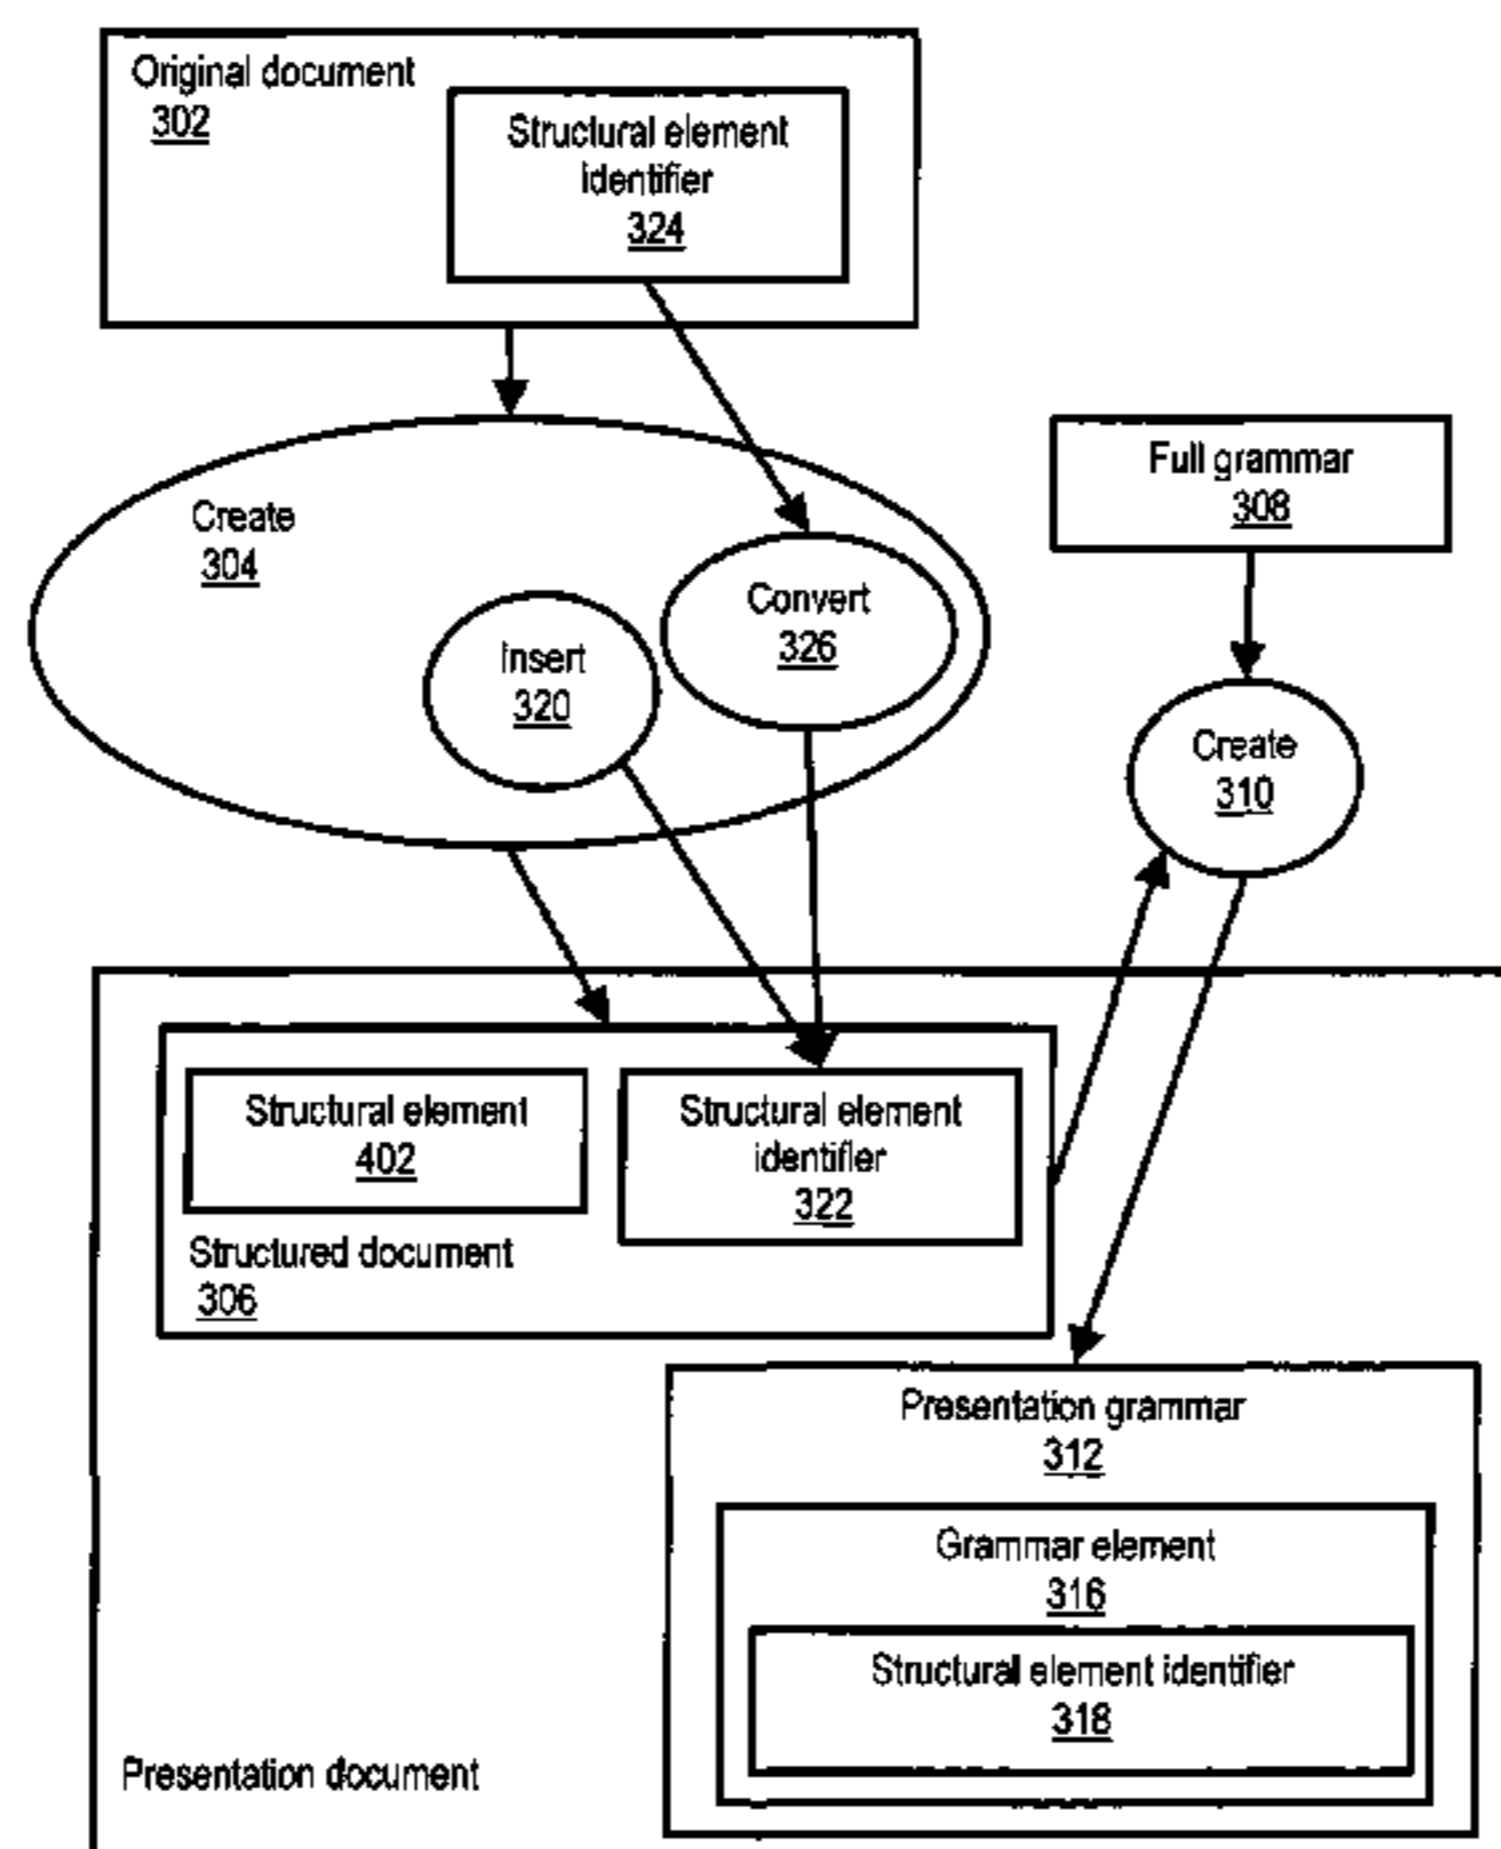 Original document
302
Structural element
identifier
324
Create
304
Insert
320
Convert
326
Full grammar
308
Create
310
Structural element
402
Structural element
identifier
322
Structured document
306
Presentation grammar
312
Grammar element
316
Structural element identifier
318
Presentation document